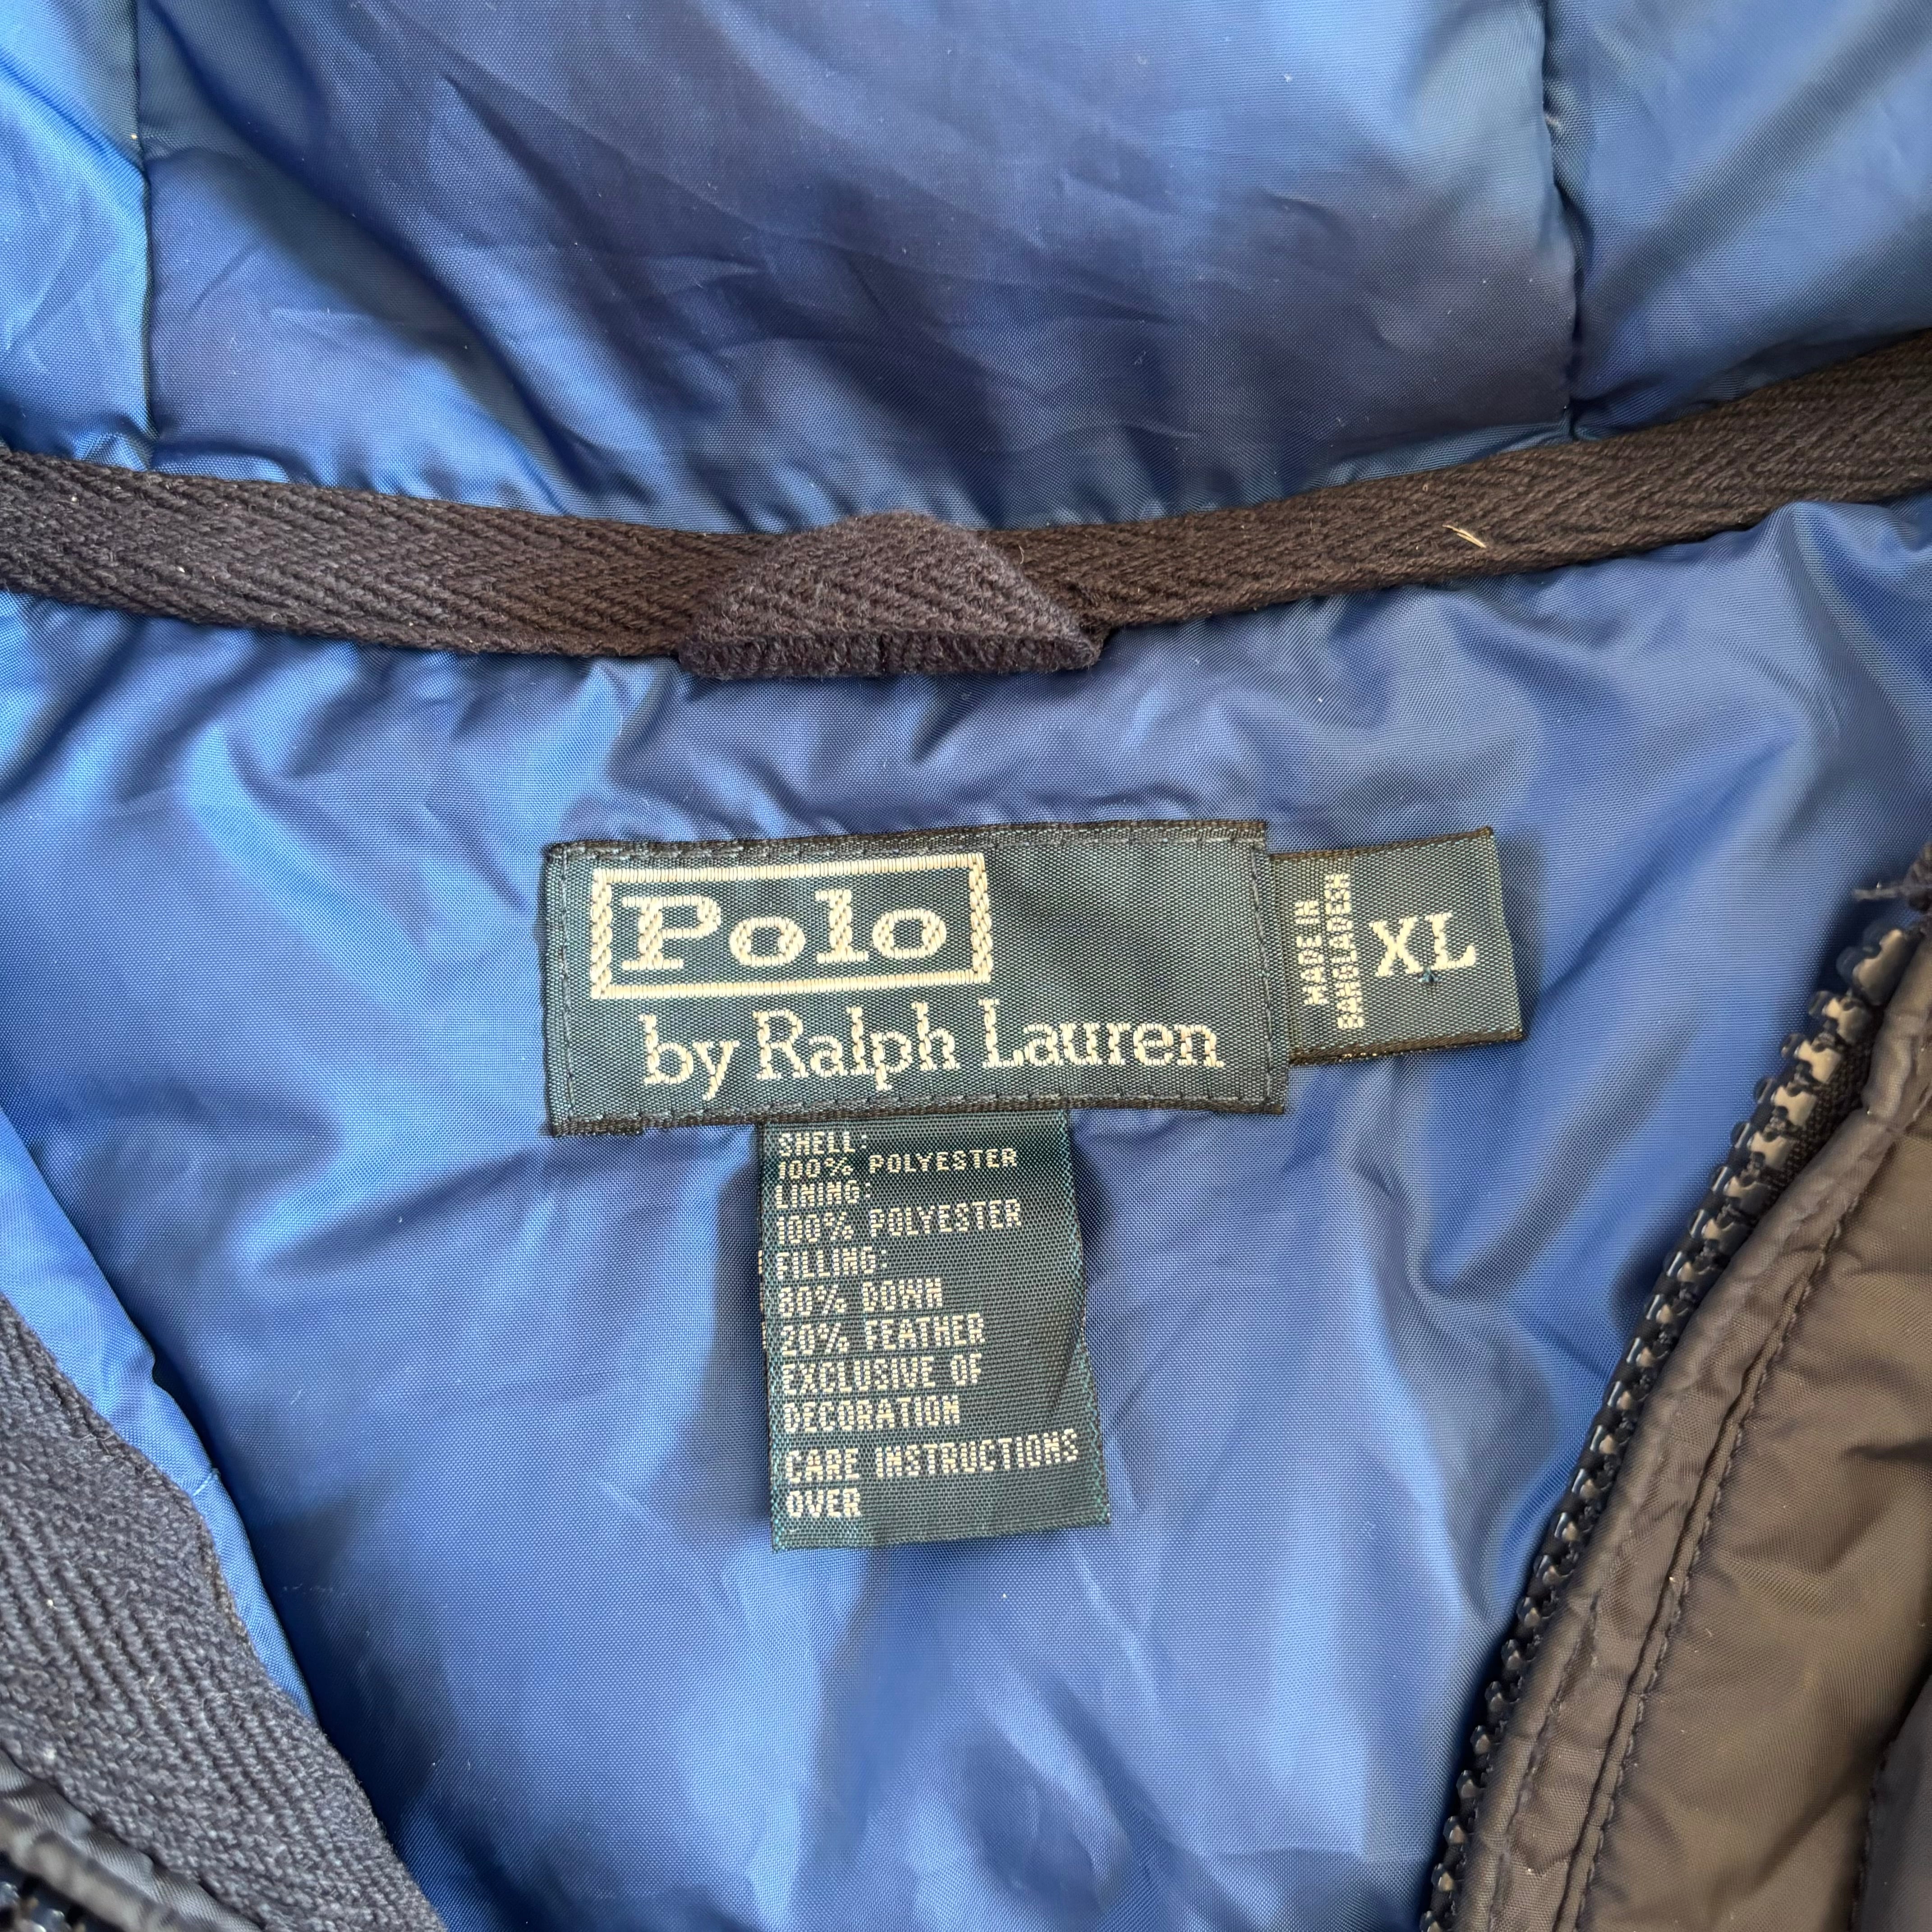 Polo
by Ralph Lauren
MADE IN
BANGLADESH
XL
SHELL:
100% POLYESTER
LINING:
100% POLYESTER
FILLING:
80% DOWN
20% FEATHER
EXCLUSIVE OF
DECORATION
CARE INSTRUCTIONS
OVER